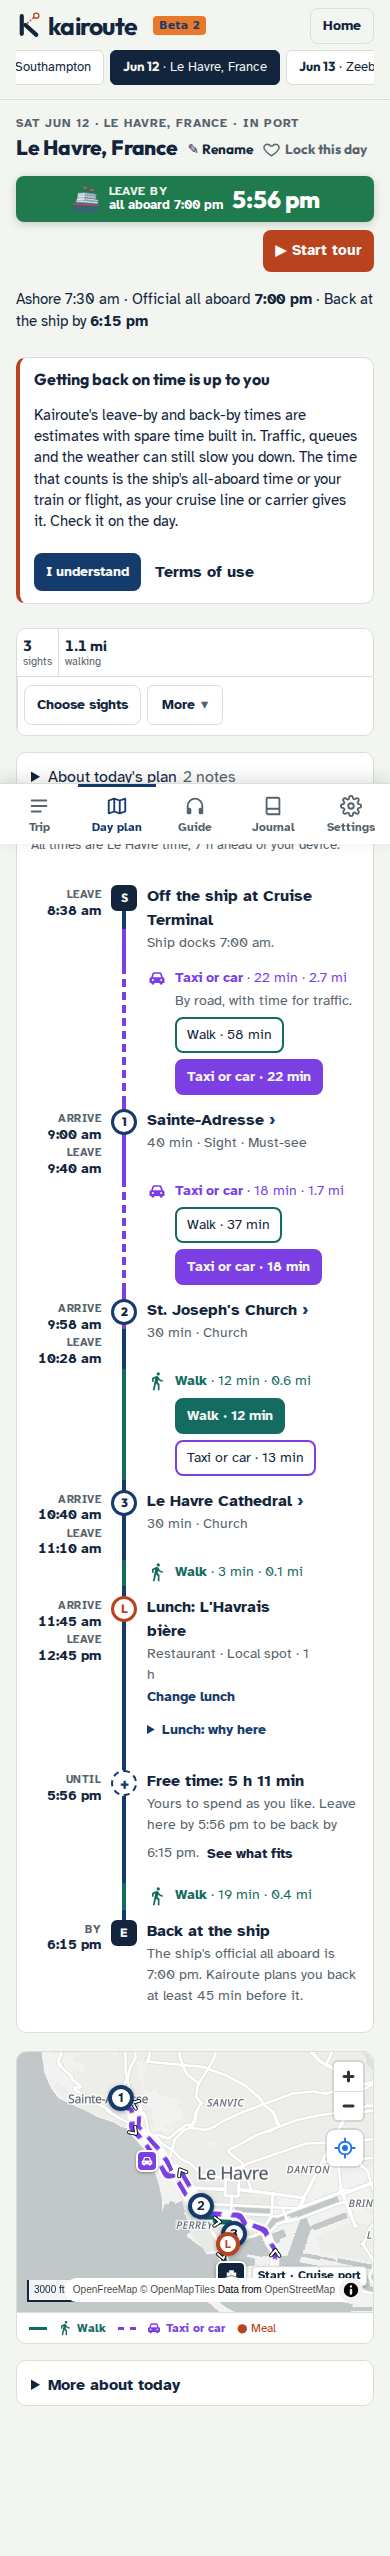 kairoute Beta 2 Home
Southampton Jun 12 · Le Havre, France Jun 13 · Zeeb
SAT JUN 12 · LE HAVRE, FRANCE · IN PORT
Le Havre, France ✎ Rename Lock this day
LEAVE BY
all aboard 7:00 pm 5:56 pm
▶ Start tour
Ashore 7:30 am · Official all aboard 7:00 pm · Back at
the ship by 6:15 pm
Getting back on time is up to you
Kairoute's leave-by and back-by times are
estimates with spare time built in. Traffic, queues
and the weather can still slow you down. The time
that counts is the ship's all-aboard time or your
train or flight, as your cruise line or carrier gives
it. Check it on the day.
I understand Terms of use
3 1.1 mi
sights walking
Choose sights More ▾
▶ About today's plan 2 notes
Trip Day plan Guide Journal Settings
All times are Le Havre time, 7 h ahead of your device.
LEAVE
8:38 am
S
Off the ship at Cruise
Terminal
Ship docks 7:00 am.
Taxi or car · 22 min · 2.7 mi
By road, with time for traffic.
Walk · 58 min
Taxi or car · 22 min
ARRIVE
9:00 am
LEAVE
9:40 am
1
Sainte-Adresse ›
40 min · Sight · Must-see
Taxi or car · 18 min · 1.7 mi
Walk · 37 min
Taxi or car · 18 min
ARRIVE
9:58 am
LEAVE
10:28 am
2
St. Joseph's Church ›
30 min · Church
Walk · 12 min · 0.6 mi
Walk · 12 min
Taxi or car · 13 min
ARRIVE
10:40 am
LEAVE
11:10 am
3
Le Havre Cathedral ›
30 min · Church
Walk · 3 min · 0.1 mi
ARRIVE
11:45 am
LEAVE
12:45 pm
L
Lunch: L'Havrais
bière
Restaurant · Local spot · 1
h
Change lunch
▶ Lunch: why here
UNTIL
5:56 pm
+
Free time: 5 h 11 min
Yours to spend as you like. Leave
here by 5:56 pm to be back by
6:15 pm. See what fits
Walk · 19 min · 0.4 mi
BY
6:15 pm
E
Back at the ship
The ship's official all aboard is
7:00 pm. Kairoute plans you back
at least 45 min before it.
+
−
1
SANVIC
Le Havre
DANTON
BRIN
2
PERREY
3
L
Start · Cruise port
3000 ft OpenFreeMap © OpenMapTiles Data from OpenStreetMap
Walk Taxi or car Meal
▶ More about today